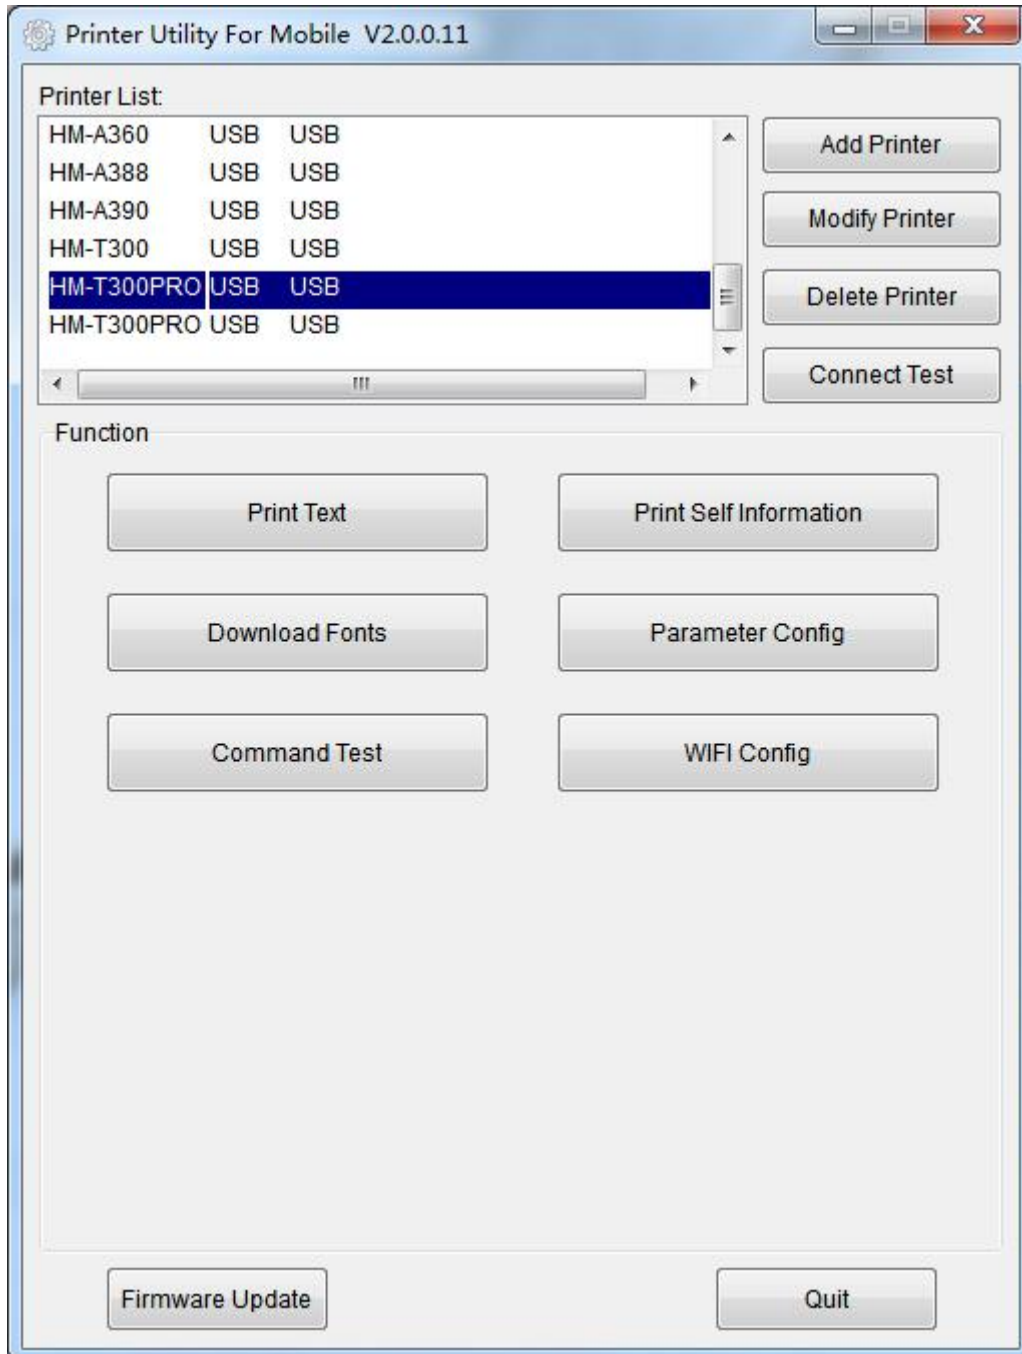 Printer Utility For Mobile V2.0.0.11
Printer List:
HM-A360 USB USB
HM-A388 USB USB
HM-A390 USB USB
HM-T300 USB USB
HM-T300PRO USB USB
HM-T300PRO USB USB
Add Printer
Modify Printer
Delete Printer
Connect Test
Function
Print Text
Print Self Information
Download Fonts
Parameter Config
Command Test
WIFI Config
Firmware Update
Quit